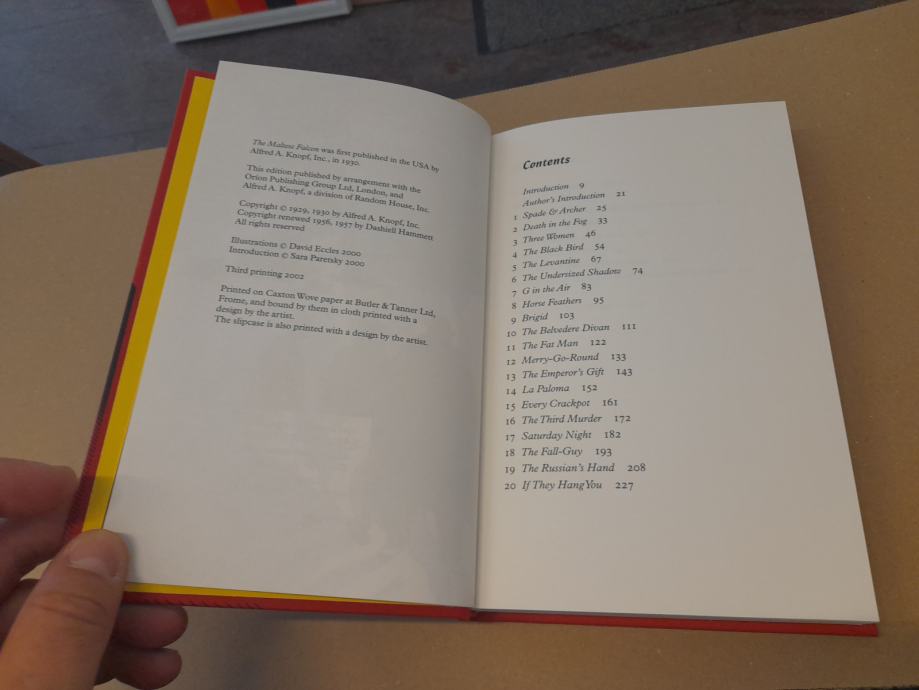 The Maltese Falcon was first published in the USA by
Alfred A. Knopf, Inc., in 1930.
This edition published by arrangement with the
Orion Publishing Group Ltd, London, and
Alfred A. Knopf, a division of Random House, Inc.
Copyright © 1929, 1930 by Alfred A. Knopf, Inc.
Copyright renewed 1956, 1957 by Dashiell Hammett
All rights reserved
Illustrations © David Eccles 2000
Introduction © Sara Paretsky 2000
Third printing 2002
Printed on Caxton Wove paper at Butler & Tanner Ltd,
Frome, and bound by them in cloth printed with a
design by the artist.
The slipcase is also printed with a design by the artist.
Contents
Introduction 9
Author's Introduction 21
1 Spade & Archer 25
2 Death in the Fog 33
3 Three Women 46
4 The Black Bird 54
5 The Levantine 67
6 The Undersized Shadow 74
7 G in the Air 83
8 Horse Feathers 95
9 Brigid 103
10 The Belvedere Divan 111
11 The Fat Man 122
12 Merry-Go-Round 133
13 The Emperor's Gift 143
14 La Paloma 152
15 Every Crackpot 161
16 The Third Murder 172
17 Saturday Night 182
18 The Fall-Guy 193
19 The Russian's Hand 208
20 If They Hang You 227